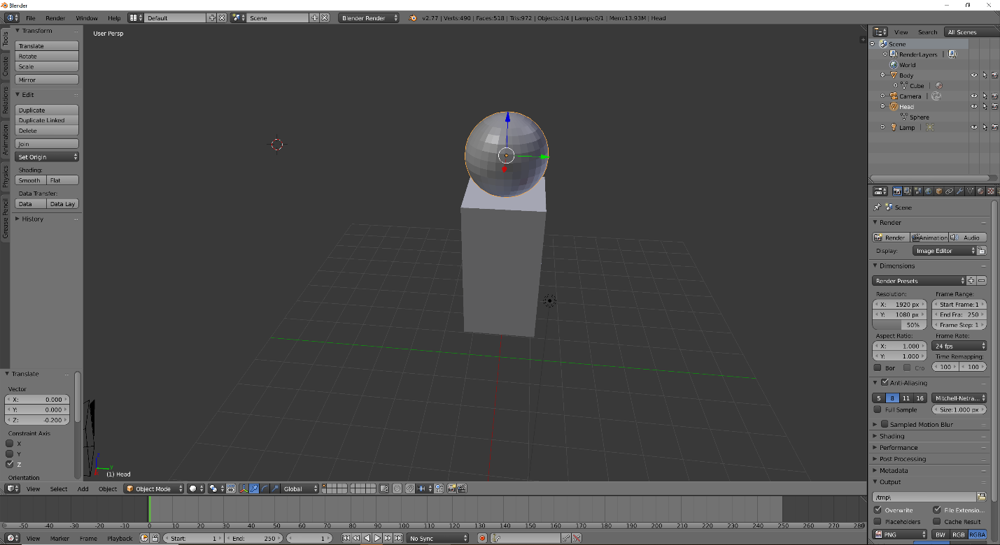 Blender
File Render Window Help Default Scene Blender Render v2.77 | Verts:490 | Faces:518 | Tris:972 | Objects:1/4 | Lamps:0/1 | Mem:13.93M | Head
Tools
Create
Relations
Animation
Physics
Grease Pencil
Transform
Translate
Rotate
Scale
Mirror
Edit
Duplicate
Duplicate Linked
Delete
Join
Set Origin
Shading:
Smooth Flat
Data Transfer:
Data Data Lay
History
Translate
Vector
X: 0.000
Y: 0.000
Z: -0.200
Constraint Axis
X
Y
Z
Orientation
User Persp
z
y
(1) Head
View Select Add Object Object Mode Global
-50 -40 -30 -20 -10 0 10 20 30 40 50 60 70 80 90 100 110 120 130 140 150 160 170 180 190 200 210 220 230 240 250 260 270 280
View Marker Frame Playback Start: 1 End: 250 1 No Sync
View Search All Scenes
Scene
RenderLayers |
World
Body
Cube |
Camera |
Head
Sphere
Lamp |
Scene
Render
Render Animation Audio
Display: Image Editor
Dimensions
Render Presets
Resolution: Frame Range:
X: 1920 px Start Frame: 1
Y: 1080 px End Fra: 250
50% Frame Step: 1
Aspect Ratio: Frame Rate:
X: 1.000 24 fps
Y: 1.000 Time Remapping:
Bor Cro 100 100
Anti-Aliasing
5 8 11 16 Mitchell-Netra...
Full Sample Size: 1.000 px
Sampled Motion Blur
Shading
Performance
Post Processing
Metadata
Output
/tmp\
Overwrite File Extensio...
Placeholders Cache Result
PNG BW RGB RGBA